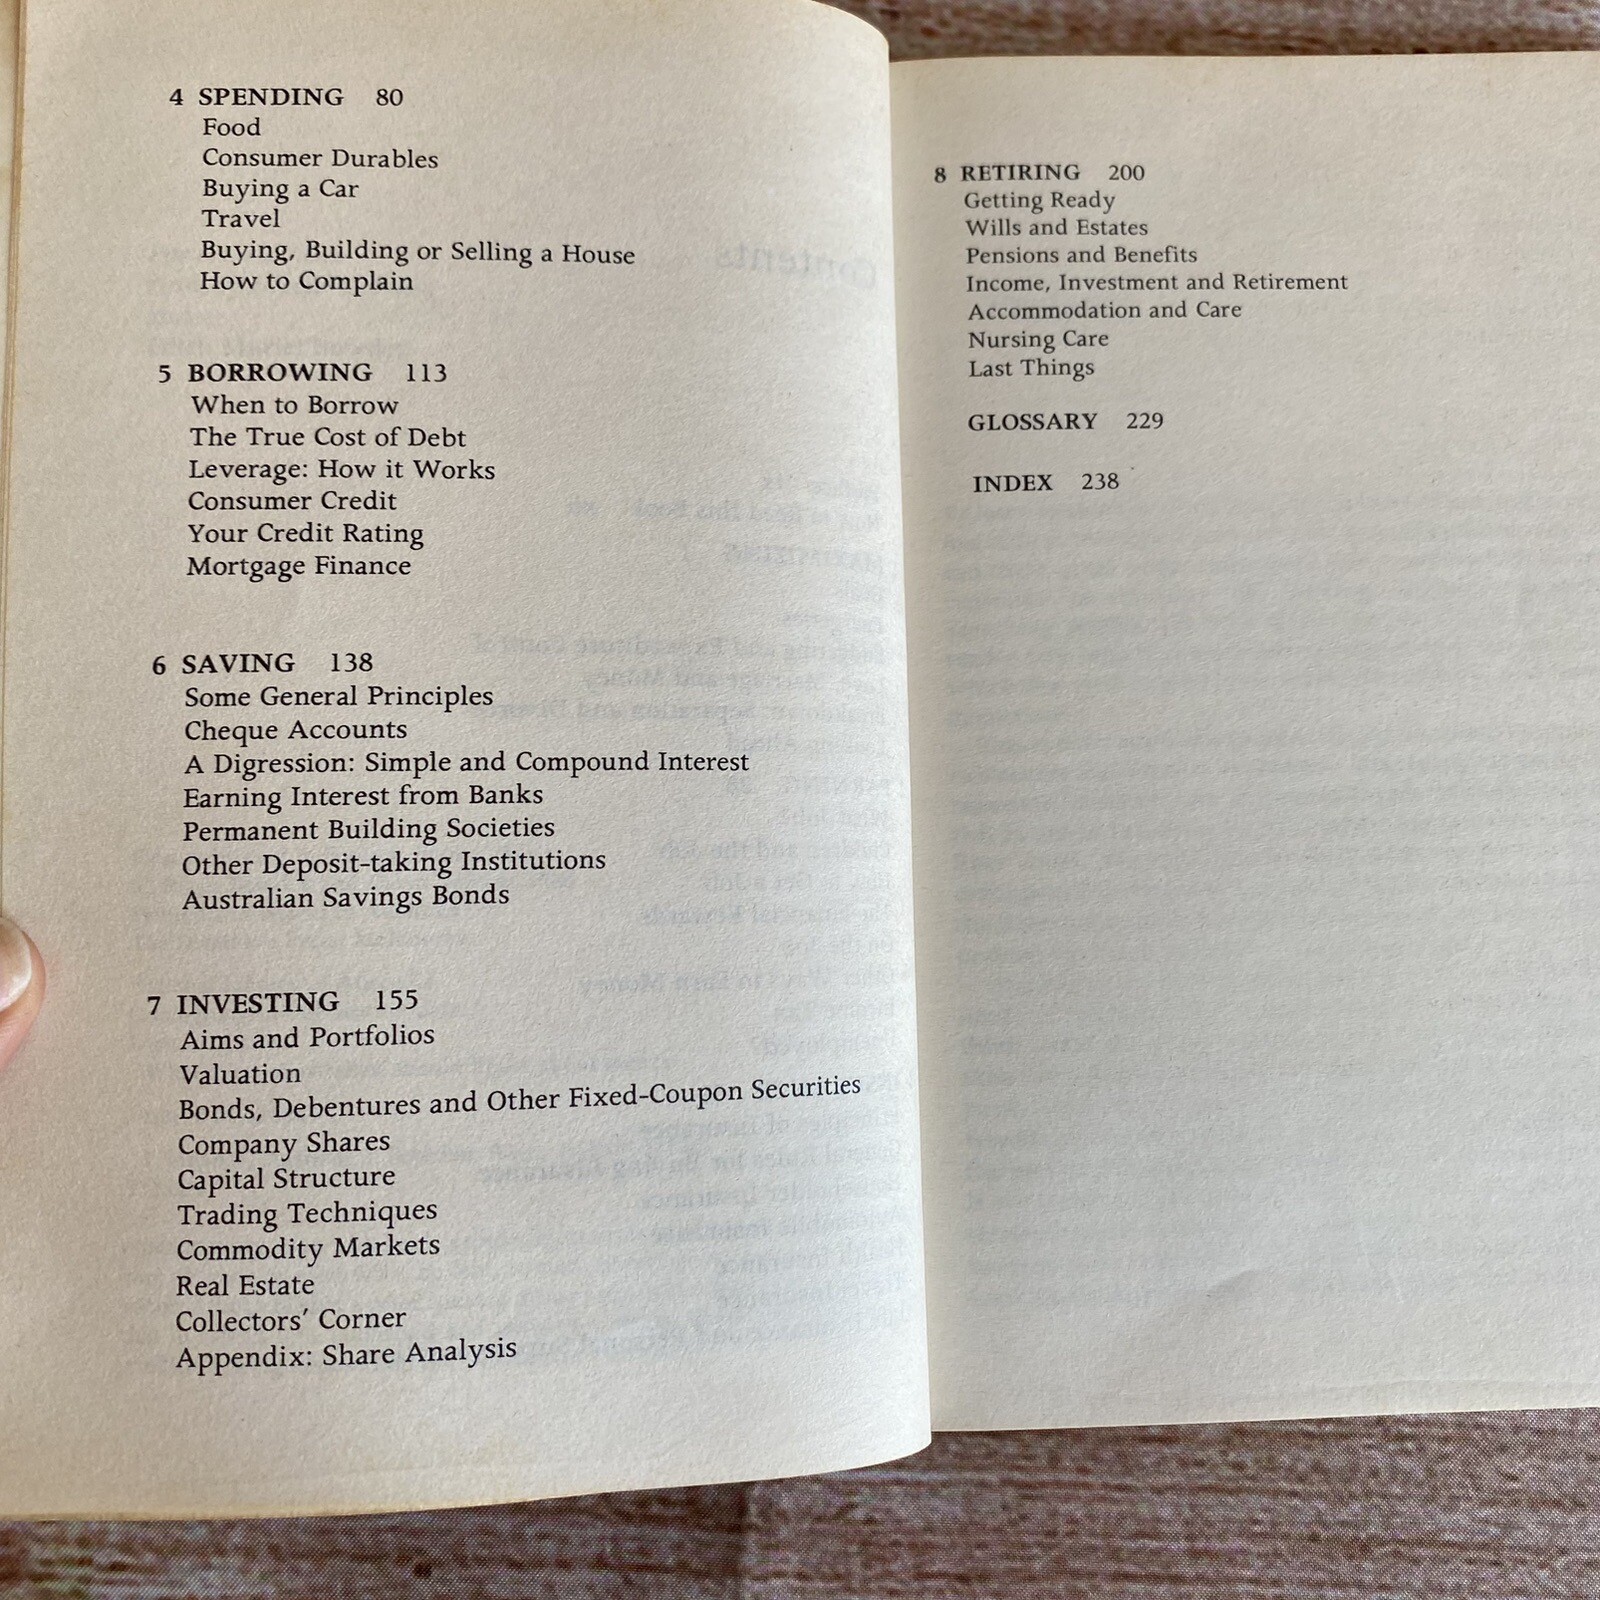 4 SPENDING 80
Food
Consumer Durables
Buying a Car
Travel
Buying, Building or Selling a House
How to Complain
5 BORROWING 113
When to Borrow
The True Cost of Debt
Leverage: How it Works
Consumer Credit
Your Credit Rating
Mortgage Finance
6 SAVING 138
Some General Principles
Cheque Accounts
A Digression: Simple and Compound Interest
Earning Interest from Banks
Permanent Building Societies
Other Deposit-taking Institutions
Australian Savings Bonds
7 INVESTING 155
Aims and Portfolios
Valuation
Bonds, Debentures and Other Fixed-Coupon Securities
Company Shares
Capital Structure
Trading Techniques
Commodity Markets
Real Estate
Collectors' Corner
Appendix: Share Analysis
8 RETIRING 200
Getting Ready
Wills and Estates
Pensions and Benefits
Income, Investment and Retirement
Accommodation and Care
Nursing Care
Last Things
GLOSSARY 229
INDEX 238